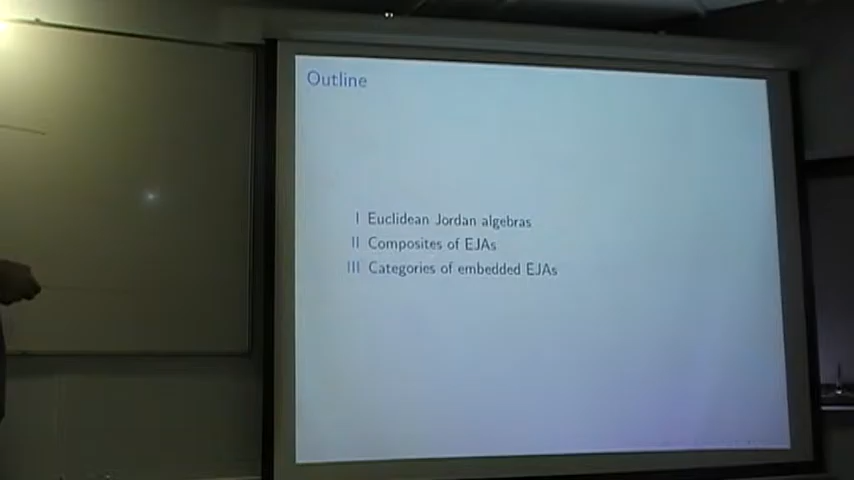 Outline
I Euclidean Jordan algebras
II Composites of EJAs
III Categories of embedded EJAs